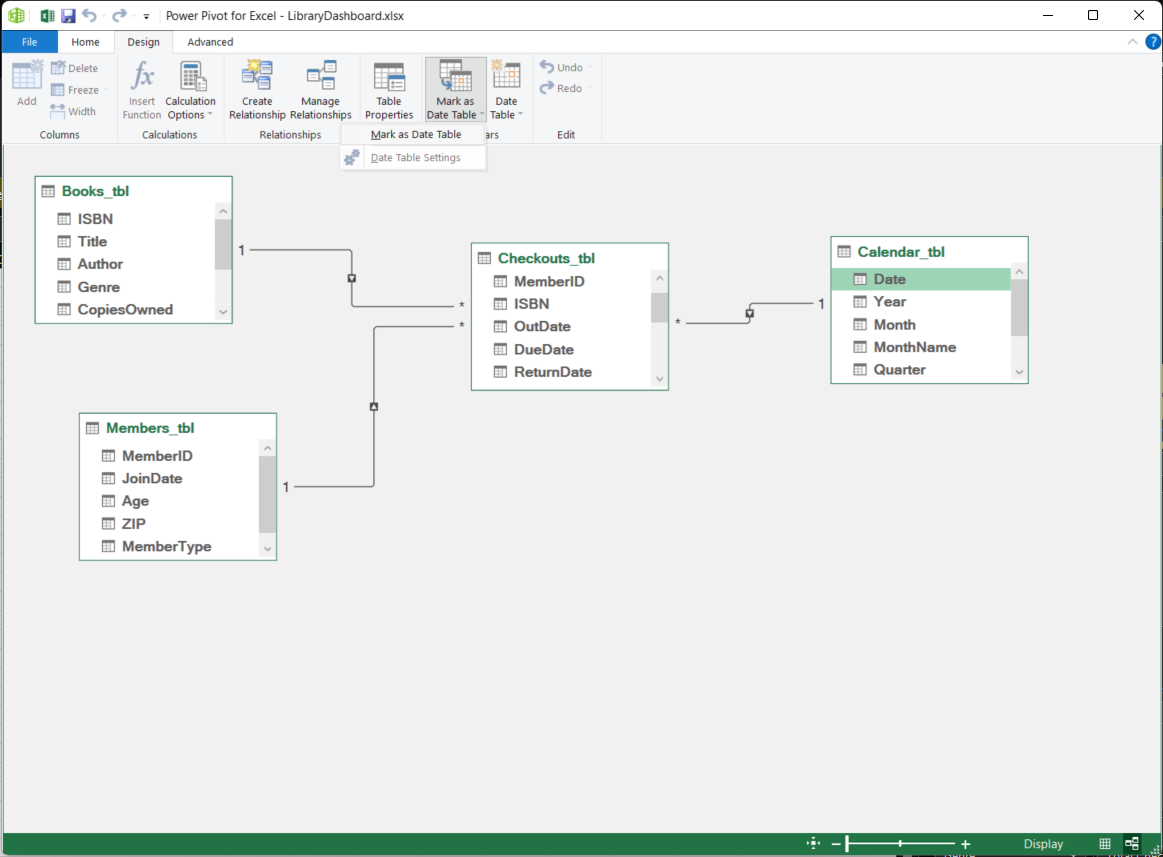 Power Pivot for Excel - LibraryDashboard.xlsx
File Home Design Advanced
?
Add
Delete
Freeze
Width
Columns
fx
Insert Function
Calculation Options
Calculations
Create Relationship
Manage Relationships
Relationships
Table Properties
Mark as Date Table
Date Table
ars
Undo
Redo
Edit
Mark as Date Table
Date Table Settings
Books_tbl
ISBN
Title
Author
Genre
CopiesOwned
1
*
*
Checkouts_tbl
MemberID
ISBN
OutDate
DueDate
ReturnDate
*
1
Calendar_tbl
Date
Year
Month
MonthName
Quarter
Members_tbl
MemberID
JoinDate
Age
ZIP
MemberType
1
Display